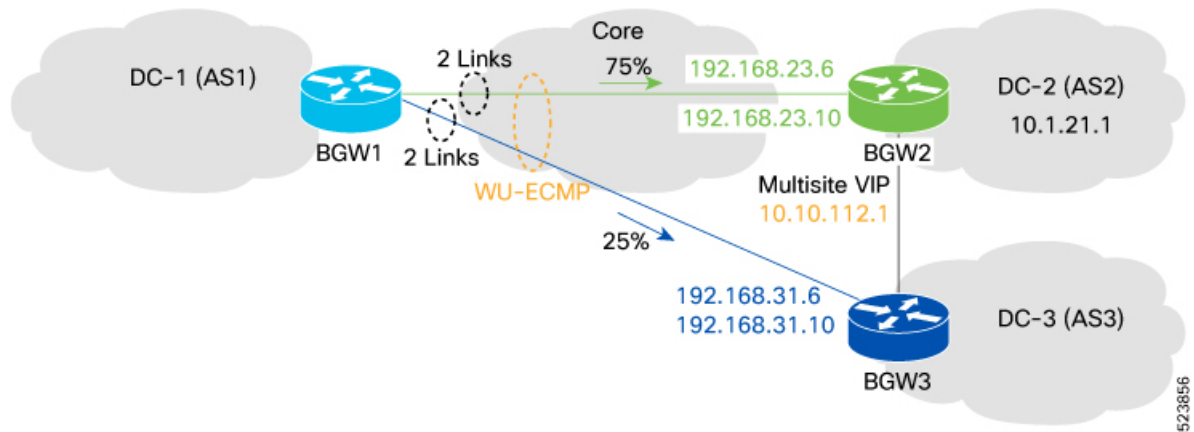 Core
2 Links
75%
192.168.23.6
DC-1 (AS1)
DC-2 (AS2)
192.168.23.10
10.1.21.1
BGW1
2 Links
BGW2
WU-ECMP
Multisite VIP
10.10.112.1
25%
192.168.31.6
192.168.31.10
DC-3 (AS3)
BGW3
523856